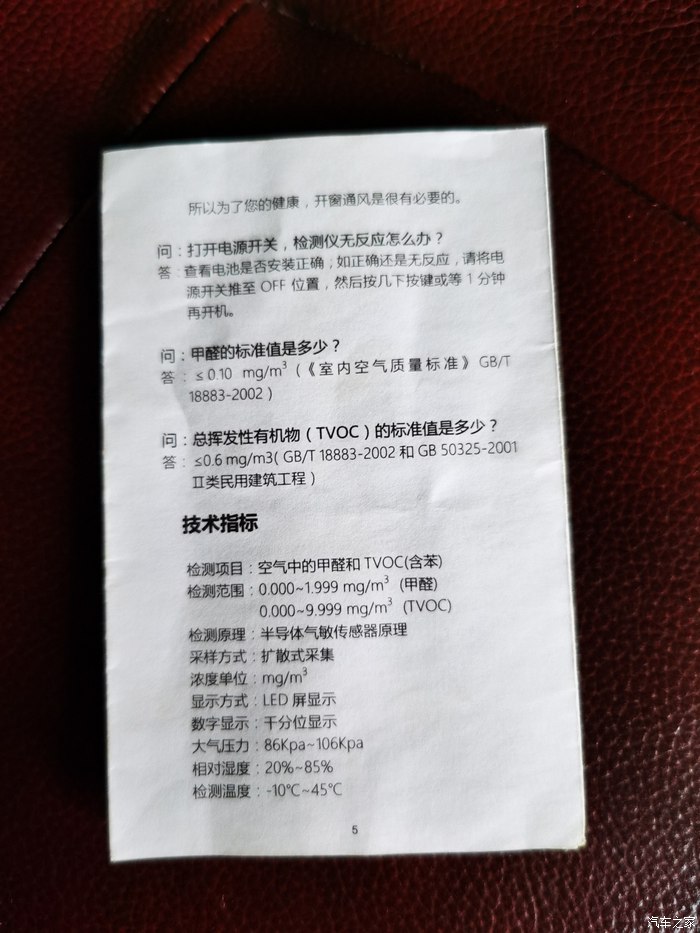 所以为了您的健康，开窗通风是很有必要的。
问：打开电源开关，检测仪无反应怎么办？
答：查看电池是否安装正确；如正确还是无反应，请将电
源开关推至 OFF 位置，然后按几下按键或等 1 分钟
再开机。
问：甲醛的标准值是多少？
答：≤0.10 mg/m³（《室内空气质量标准》GB/T
18883-2002）
问：总挥发性有机物（TVOC）的标准值是多少？
答：≤0.6 mg/m3( GB/T 18883-2002 和 GB 50325-2001
Ⅱ类民用建筑工程）
技术指标
检测项目：空气中的甲醛和 TVOC(含苯)
检测范围：0.000~1.999 mg/m³ (甲醛)
0.000~9.999 mg/m³ (TVOC)
检测原理：半导体气敏传感器原理
采样方式：扩散式采集
浓度单位：mg/m³
显示方式：LED 屏显示
数字显示：千分位显示
大气压力：86Kpa~106Kpa
相对湿度：20%~85%
检测温度：-10℃~45℃
5
汽车之家